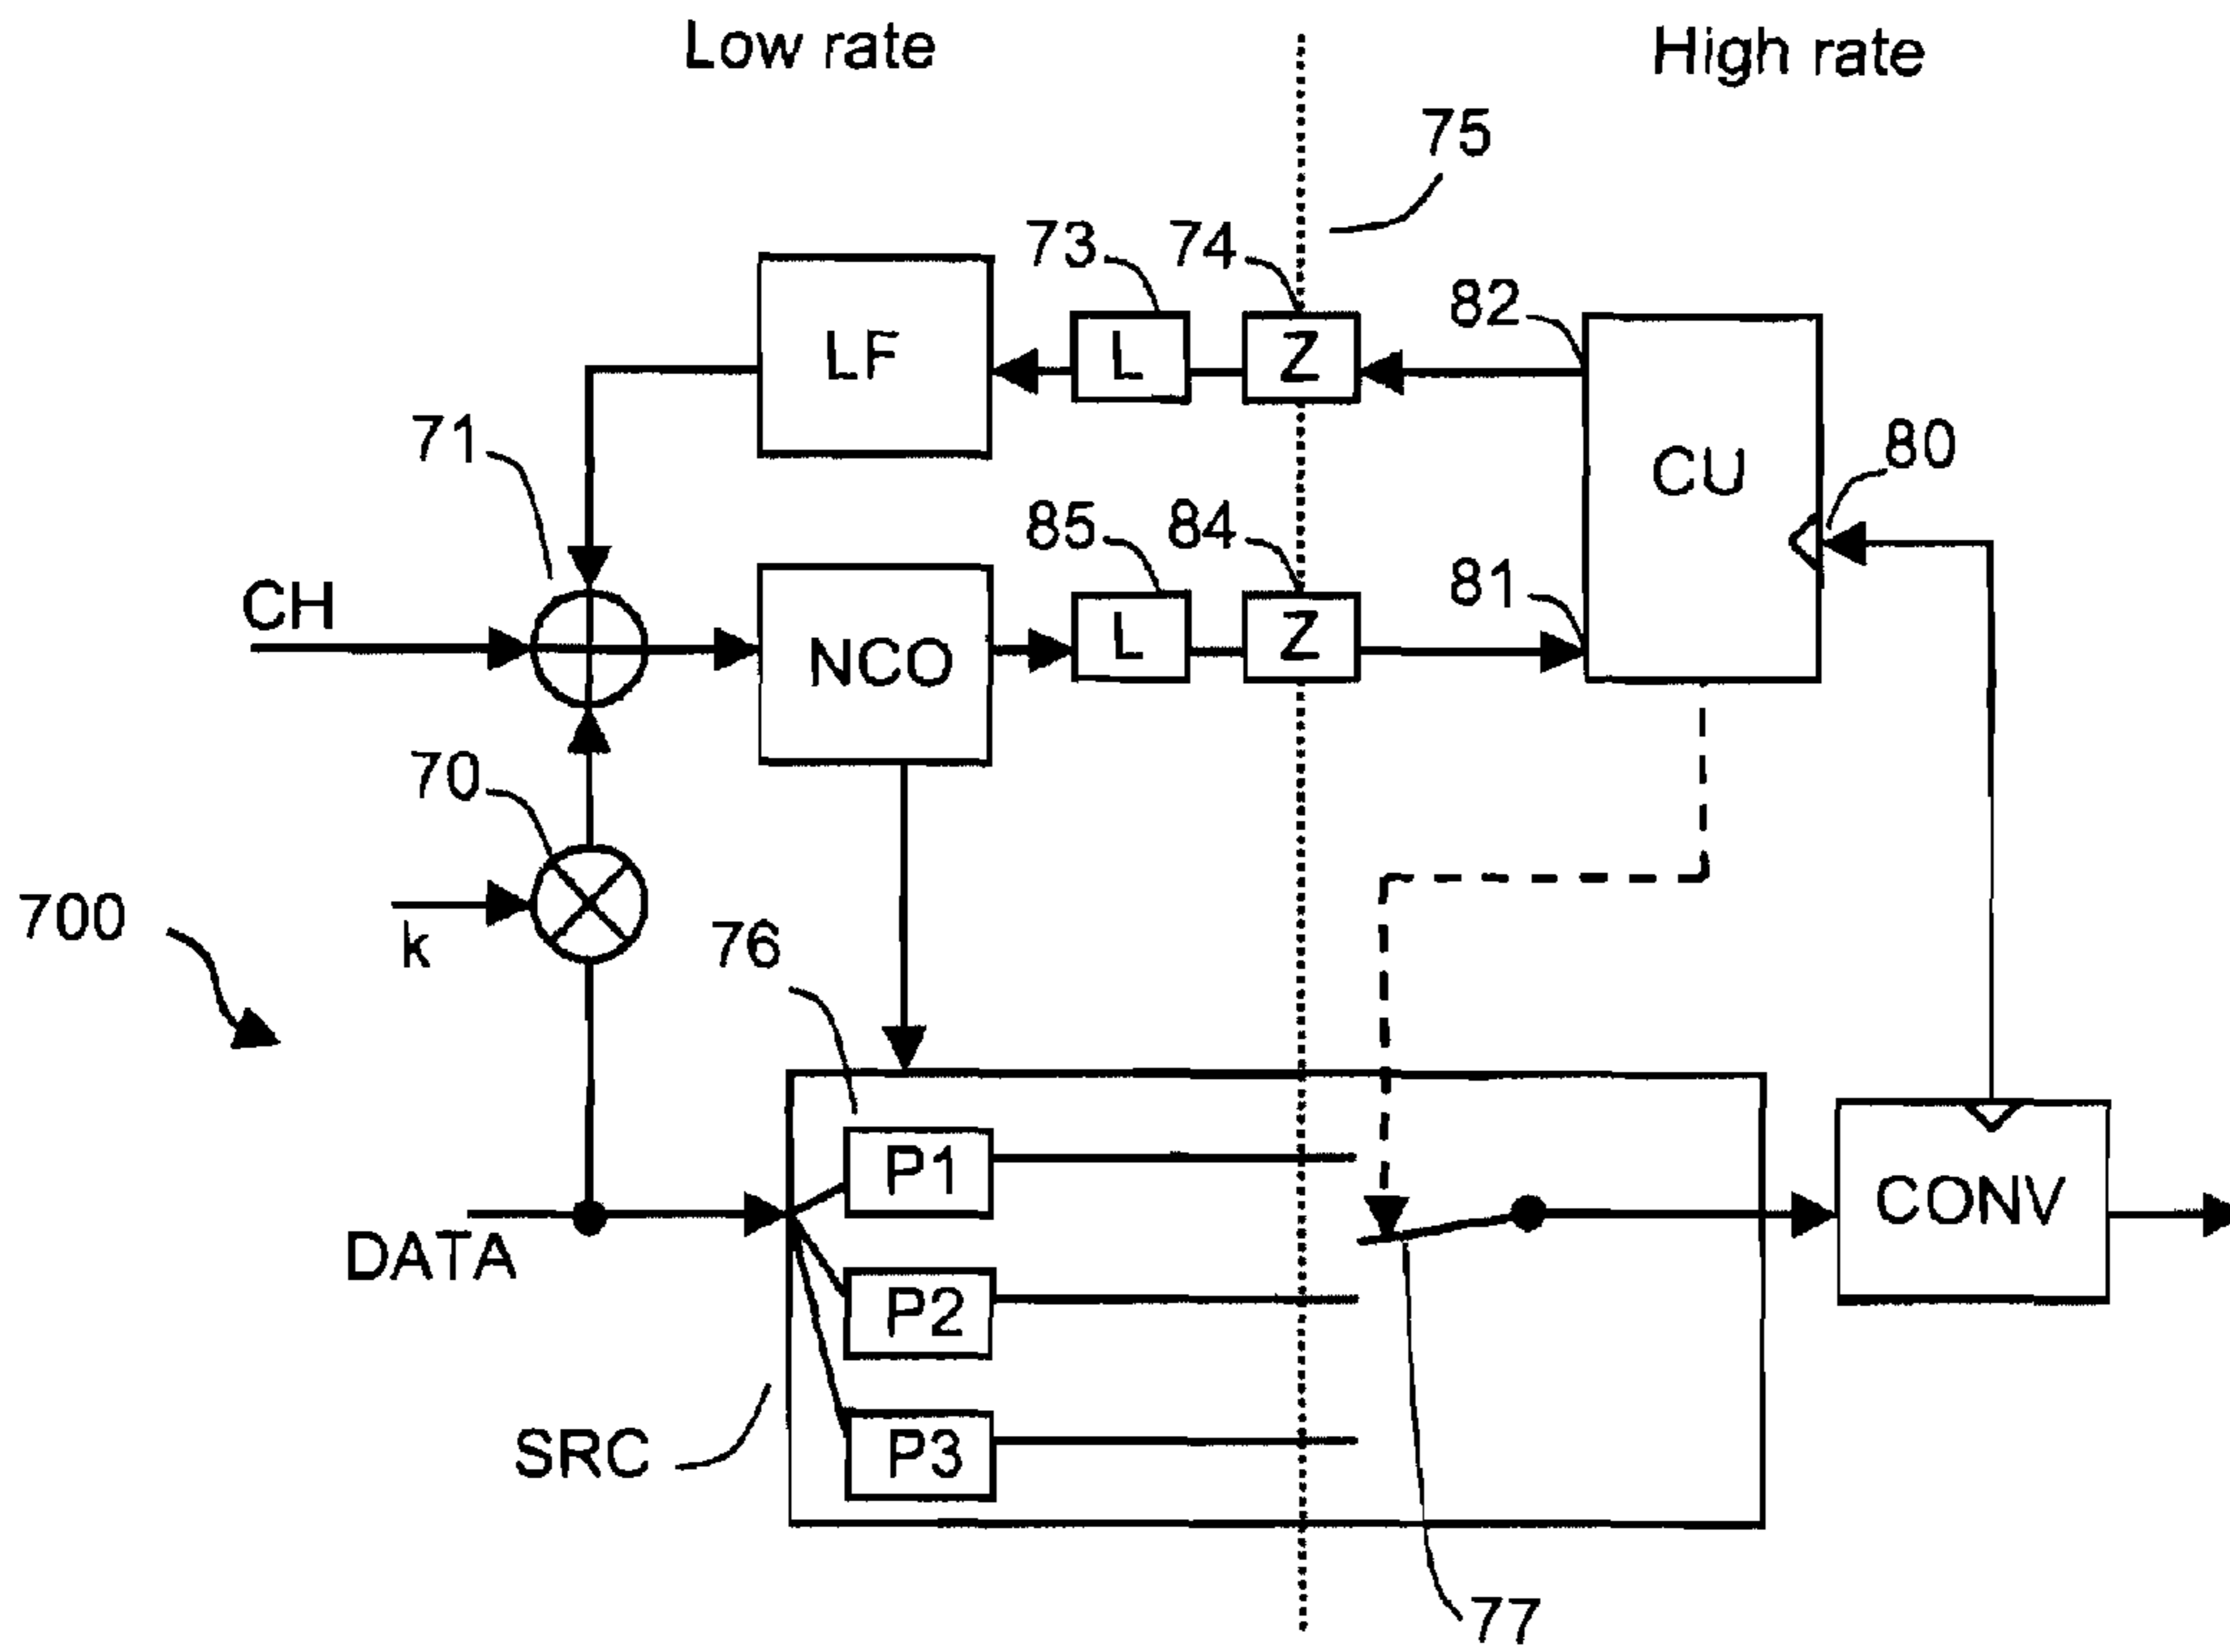 Low rate
High rate
75
73
74
82
LF
L
Z
CU
80
71
85
84
81
CH
NCO
L
Z
70
k
700
76
P1
DATA
CONV
P2
SRC
P3
77